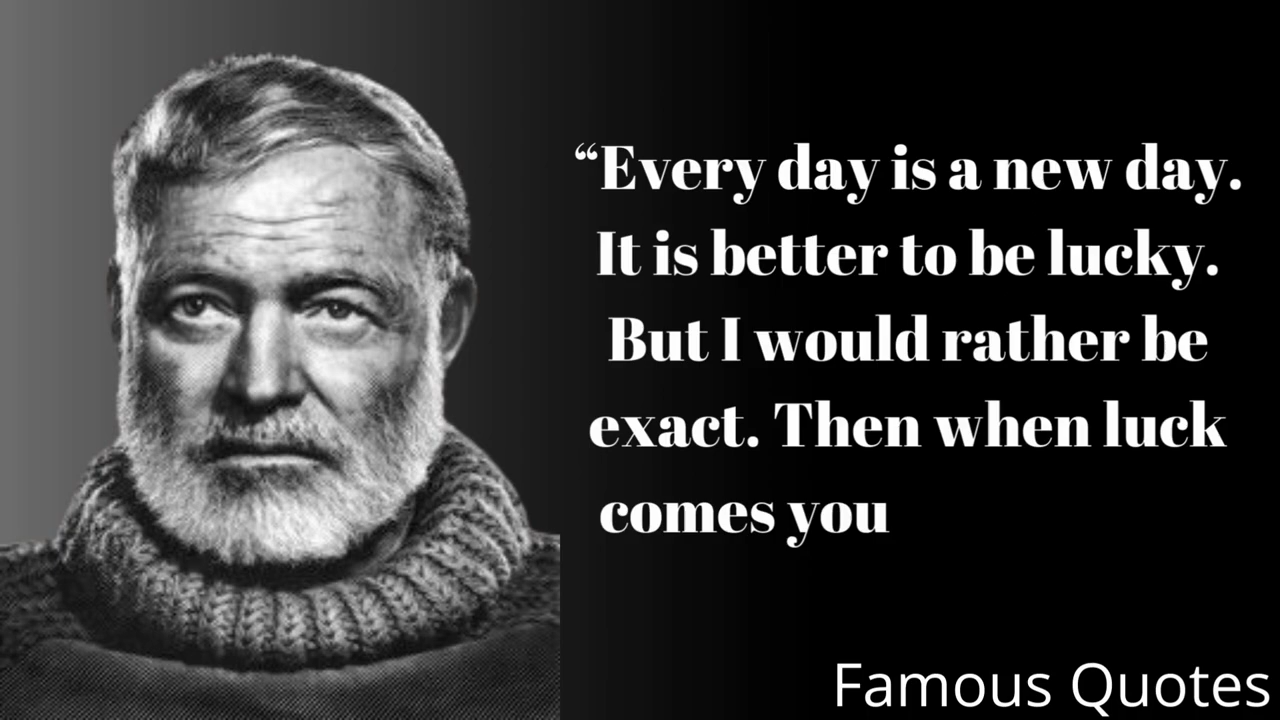 “Every day is a new day.
It is better to be lucky.
But I would rather be
exact. Then when luck
comes you
Famous Quotes